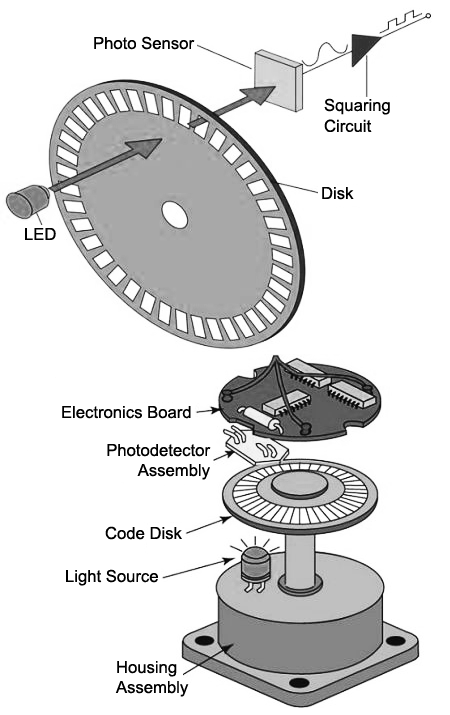 Photo Sensor
Squaring
Circuit
Disk
LED
Electronics Board
Photodetector
Assembly
Code Disk
Light Source
Housing
Assembly